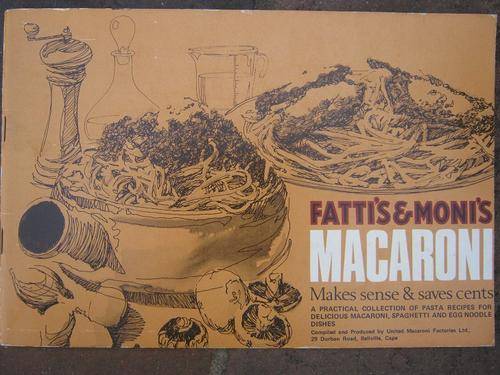 FATTI'S & MONI'S
MACARONI
Makes sense & saves cents
A PRACTICAL COLLECTION OF PASTA RECIPES FOR
DELICIOUS MACARONI, SPAGHETTI AND EGG NOODLE
DISHES
Compiled and Produced by United Macaroni Factories Ltd.,
29 Durban Road, Bellville, Cape